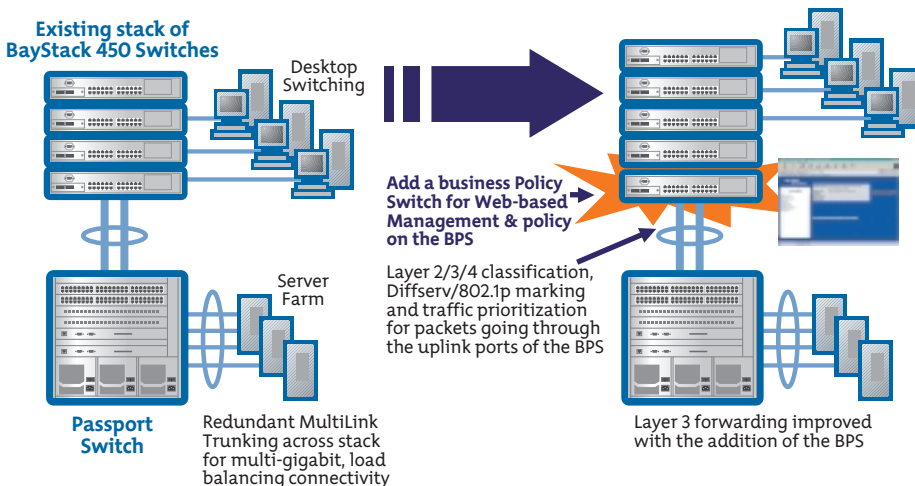 Existing stack of
BayStack 450 Switches
Desktop
Switching
Add a business Policy
Switch for Web-based
Management & policy
on the BPS
Layer 2/3/4 classification,
Diffserv/802.1p marking
and traffic prioritization
for packets going through
the uplink ports of the BPS
Server
Farm
Passport
Switch
Redundant MultiLink
Trunking across stack
for multi-gigabit, load
balancing connectivity
Layer 3 forwarding improved
with the addition of the BPS